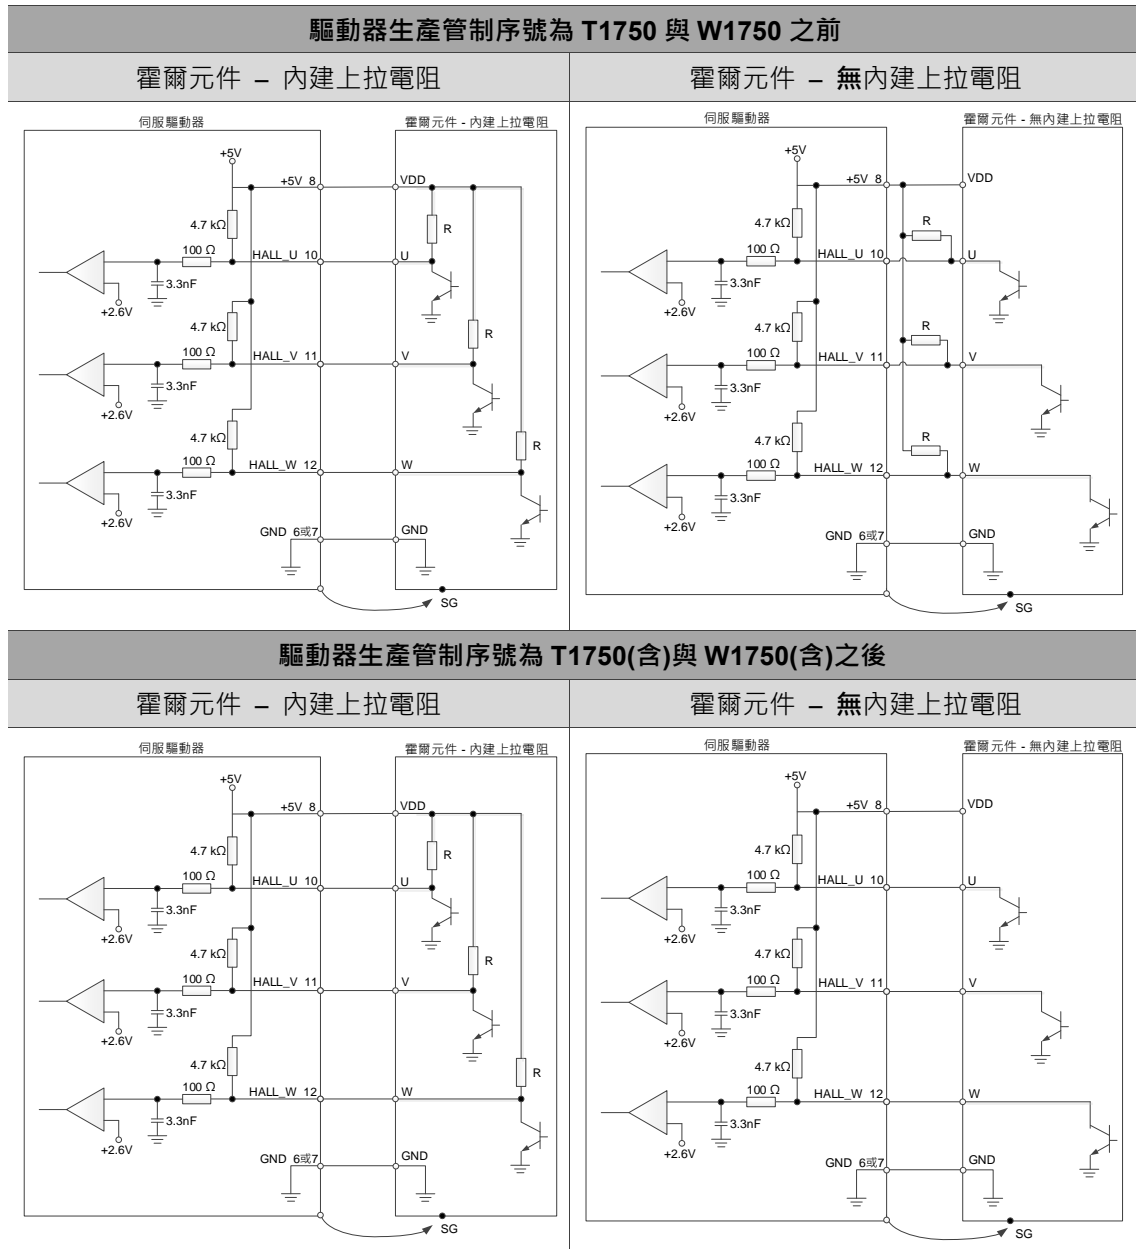 驅動器生產管制序號為 T1750 與 W1750 之前
霍爾元件 – 內建上拉電阻
霍爾元件 – 無內建上拉電阻
伺服驅動器
霍爾元件 - 內建上拉電阻
+5V
+5V 8
VDD
4.7 kΩ
R
100 Ω
HALL_U 10
U
3.3nF
+2.6V
4.7 kΩ
R
100 Ω
HALL_V 11
V
3.3nF
+2.6V
4.7 kΩ
R
100 Ω
HALL_W 12
W
3.3nF
+2.6V
GND 6或7
GND
SG
伺服驅動器
霍爾元件 - 無內建上拉電阻
+5V
+5V 8
VDD
4.7 kΩ
R
100 Ω
HALL_U 10
U
3.3nF
+2.6V
4.7 kΩ
R
100 Ω
HALL_V 11
V
3.3nF
+2.6V
4.7 kΩ
R
100 Ω
HALL_W 12
W
3.3nF
+2.6V
GND 6或7
GND
SG
驅動器生產管制序號為 T1750(含)與 W1750(含)之後
霍爾元件 – 內建上拉電阻
霍爾元件 – 無內建上拉電阻
伺服驅動器
霍爾元件 - 內建上拉電阻
+5V
+5V 8
VDD
4.7 kΩ
R
100 Ω
HALL_U 10
U
3.3nF
+2.6V
4.7 kΩ
R
100 Ω
HALL_V 11
V
3.3nF
+2.6V
4.7 kΩ
R
100 Ω
HALL_W 12
W
3.3nF
+2.6V
GND 6或7
GND
SG
伺服驅動器
霍爾元件 - 無內建上拉電阻
+5V
+5V 8
VDD
4.7 kΩ
100 Ω
HALL_U 10
U
3.3nF
+2.6V
4.7 kΩ
100 Ω
HALL_V 11
V
3.3nF
+2.6V
4.7 kΩ
100 Ω
HALL_W 12
W
3.3nF
+2.6V
GND 6或7
GND
SG